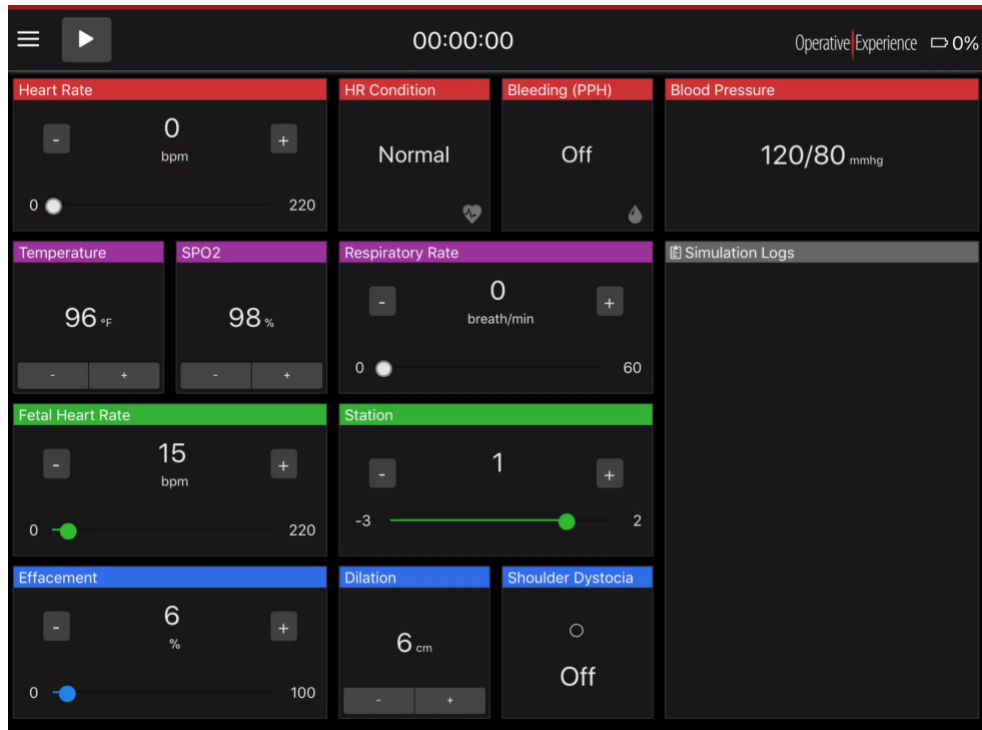 00:00:00
Operative Experience 0%
Heart Rate
- 0 +
bpm
0 220
HR Condition
Normal
Bleeding (PPH)
Off
Blood Pressure
120/80 mmhg
Temperature
96 °F
- +
SPO2
98 %
- +
Respiratory Rate
- 0 +
breath/min
0 60
Simulation Logs
Fetal Heart Rate
- 15 +
bpm
0 220
Station
- 1 +
-3 2
Effacement
- 6 +
%
0 100
Dilation
6 cm
- +
Shoulder Dystocia
Off